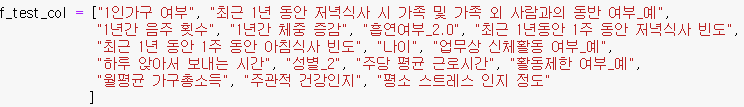 f_test_col = ["1인가구 여부", "최근 1년 동안 저녁식사 시 가족 및 가족 외 사람과의 동반 여부_예",
"1년간 음주 횟수", "1년간 체중 증감", "흡연여부_2.0", "최근 1년동안 1주 동안 저녁식사 빈도",
"최근 1년 동안 1주 동안 아침식사 빈도", "나이", "업무상 신체활동 여부_예",
"하루 앉아서 보내는 시간", "성별_2", "주당 평균 근로시간", "활동제한 여부_예",
"월평균 가구총소득", "주관적 건강인지", "평소 스트레스 인지 정도"
]